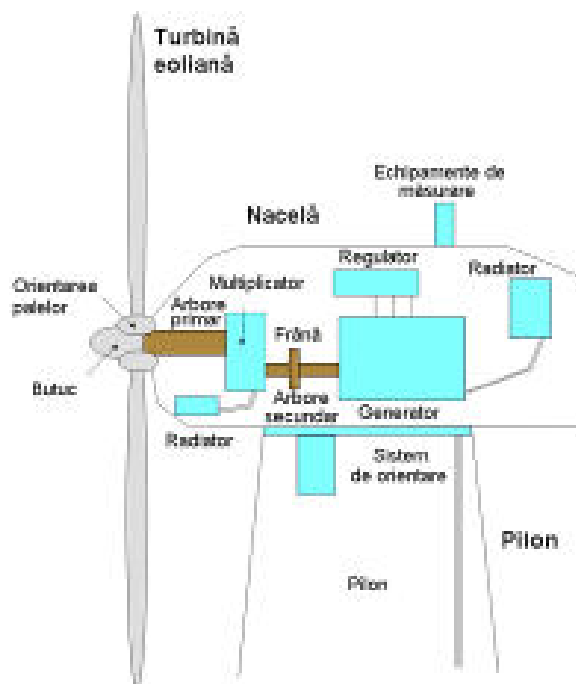 Turbină
eoliană
Echipamente de
măsurare
Nacelă
Regulator
Radiator
Orientarea
palelor
Multiplicator
Arbore
primar
Frână
Butuc
Arbore
secundar
Generator
Radiator
Sistem
de orientare
Pilon
Pilon